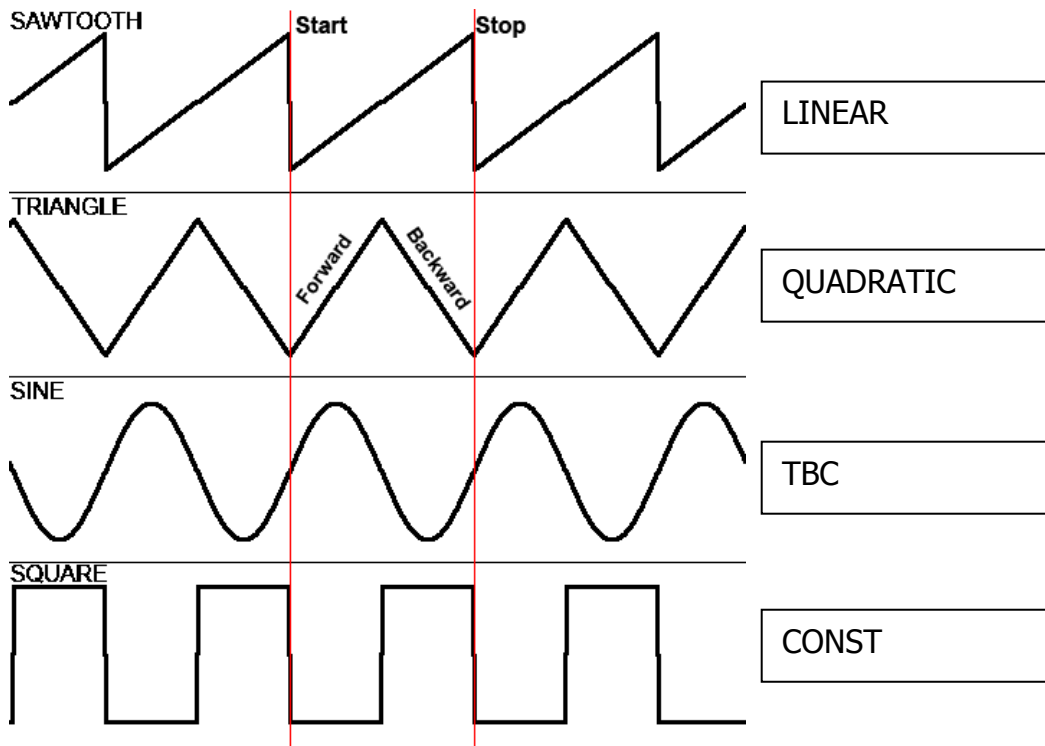 SAWTOOTH
Start
Stop
LINEAR
TRIANGLE
Forward
Backward
QUADRATIC
SINE
TBC
SQUARE
CONST